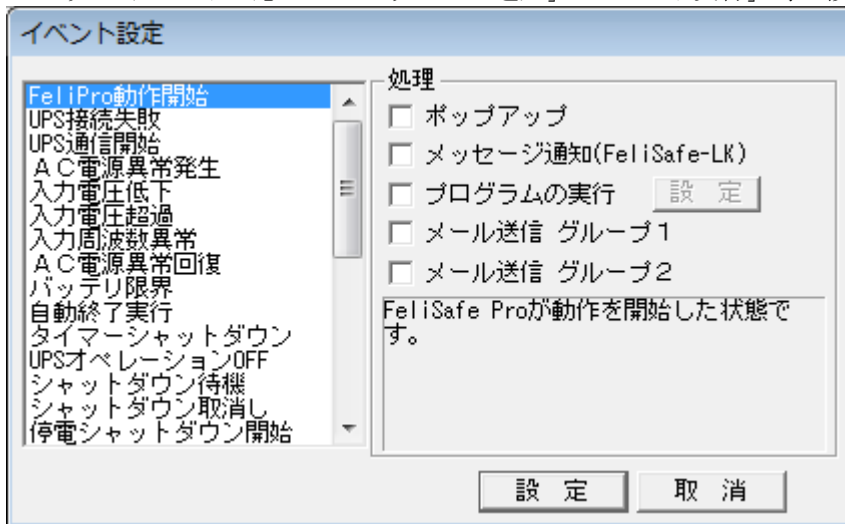 イベント設定
FeliPro動作開始
UPS接続失敗
UPS通信開始
ＡＣ電源異常発生
入力電圧低下
入力電圧超過
入力周波数異常
ＡＣ電源異常回復
バッテリ限界
自動終了実行
タイマーシャットダウン
UPSオペレーションOFF
シャットダウン待機
シャットダウン取消し
停電シャットダウン開始
処理
ポップアップ
メッセージ通知(FeliSafe-LK)
プログラムの実行 設 定
メール送信 グループ１
メール送信 グループ２
FeliSafe Proが動作を開始した状態で
す。
設 定 取 消